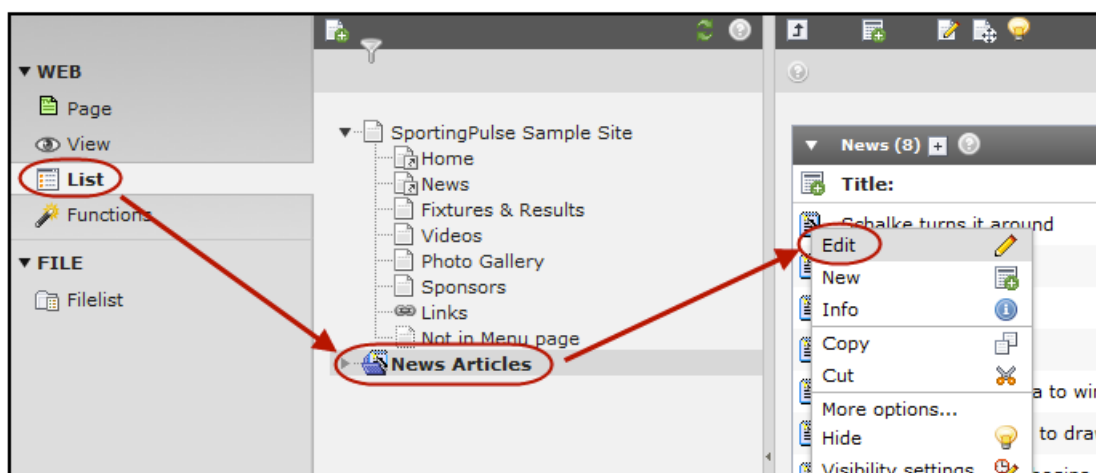 WEB
Page
View
List
Functions
FILE
Filelist
SportingPulse Sample Site
Home
News
Fixtures & Results
Videos
Photo Gallery
Sponsors
Links
Not in Menu page
News Articles
News (8)
Title:
Schalke turns it around
Edit
New
Info
Copy
Cut
a to
More options...
Hide
to
Visibility settings